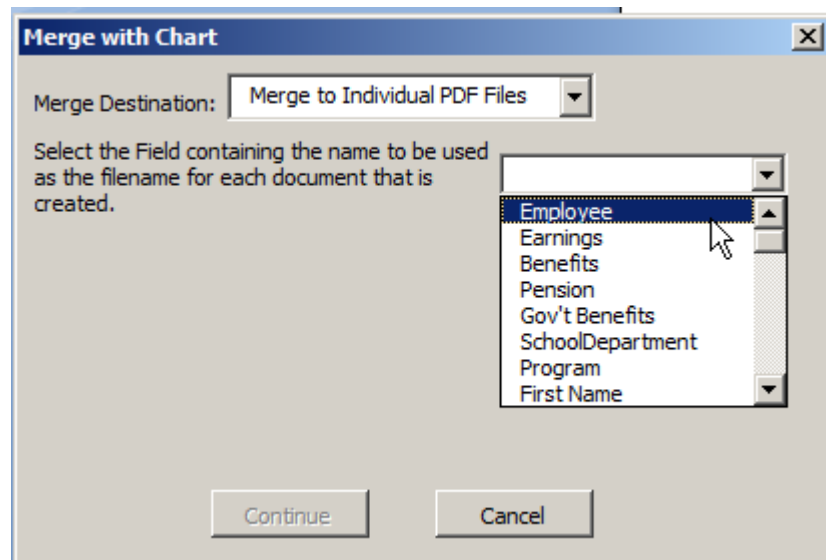 Merge with Chart
Merge Destination: Merge to Individual PDF Files
Select the Field containing the name to be used
as the filename for each document that is
created.
Employee
Earnings
Benefits
Pension
Gov't Benefits
SchoolDepartment
Program
First Name
Continue Cancel